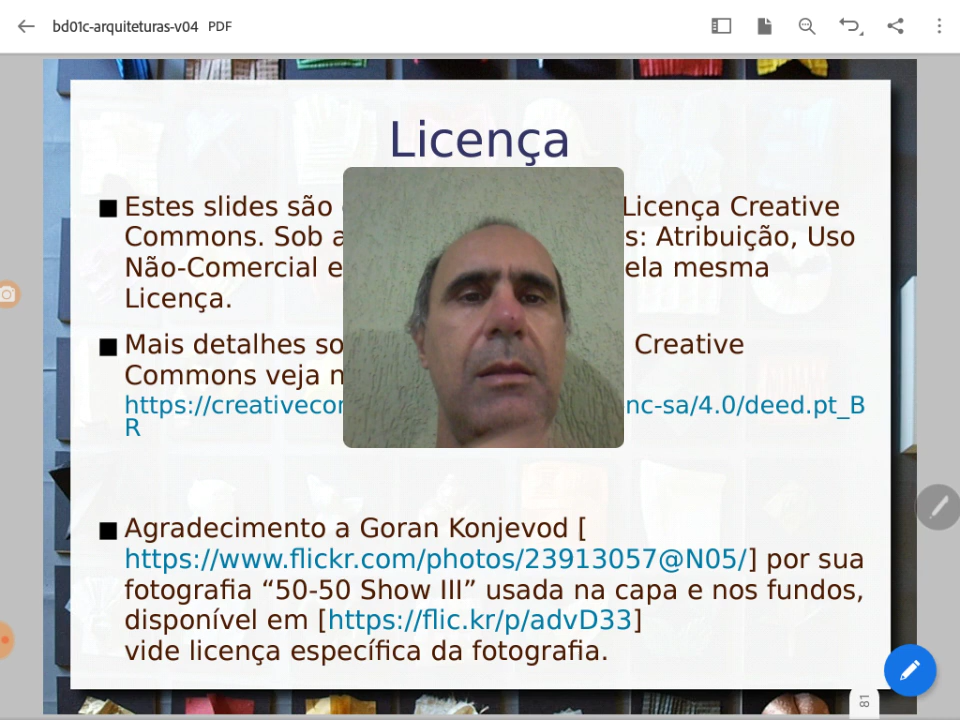 bd01c-arquiteturas-v04 PDF
Licença
Estes slides são Licença Creative
Commons. Sob s: Atribuição, Uso
Não-Comercial e ela mesma
Licença.
Mais detalhes Creative
Commons veja
https://creativecom nc-sa/4.0/deed.pt_B
R
Agradecimento a Goran Konjevod [
https://www.flickr.com/photos/23913057@N05/] por sua
fotografia “50-50 Show III” usada na capa e nos fundos,
disponível em [https://flic.kr/p/advD33]
vide licença específica da fotografia.
81